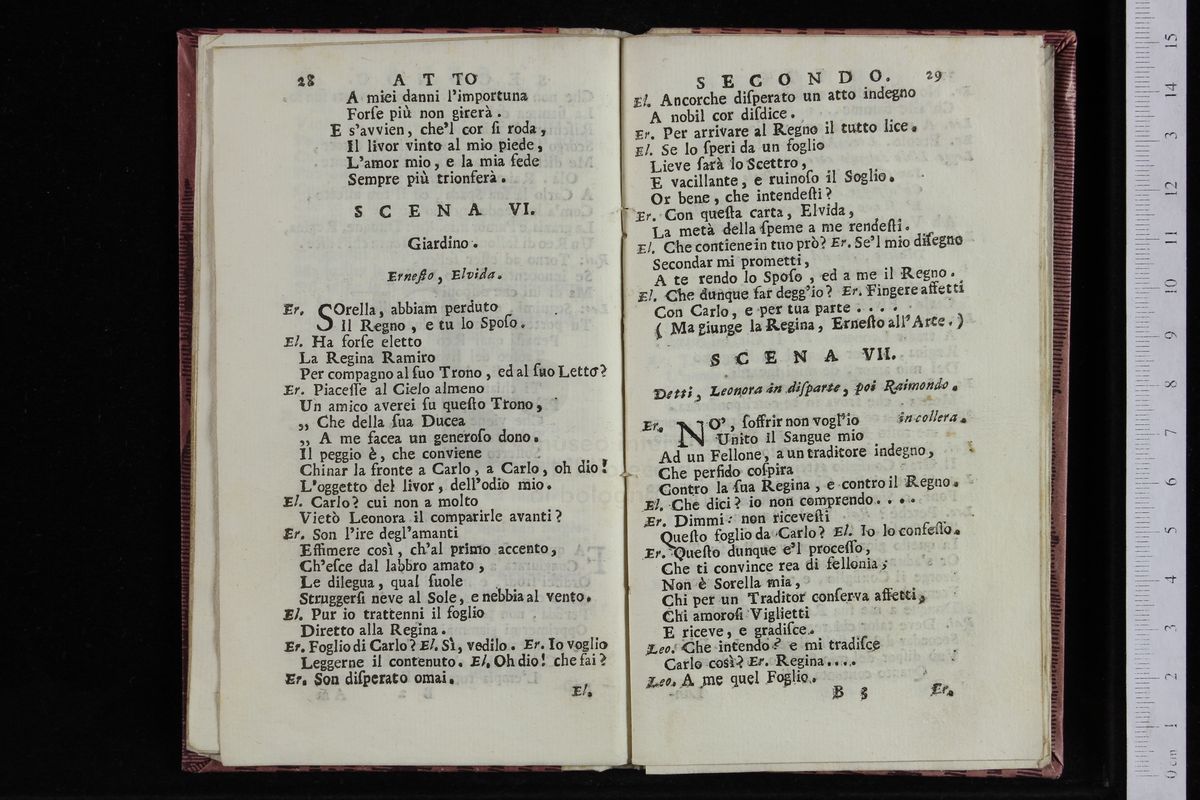 28 ATTO
A miei danni l'importuna
Forſe più non girerà.
E s'avvien, che'l cor ſi roda,
Il livor vinto al mio piede,
L'amor mio, e la mia fede
Sempre più trionferà.
SCENA VI.
Giardino.
Erneſto, Elvida.
Er. SOrella, abbiam perduto
Il Regno, e tu lo Spoſo.
El. Ha forſe eletto
La Regina Ramiro
Per compagno al ſuo Trono, ed al ſuo Letto?
Er. Piaceſſe al Cielo almeno
Un amico averei ſu queſto Trono,
„ Che della ſua Ducea
„ A me facea un generoſo dono.
Il peggio è, che conviene
Chinar la fronte a Carlo, a Carlo, oh dio!
L'oggetto del livor, dell'odio mio.
El. Carlo? cui non a molto
Vietò Leonora il comparirle avanti?
Er. Son l'ire degl'amanti
Effimere così, ch'al primo accento,
Ch'eſce dal labbro amato,
Le dilegua, qual ſuole
Struggerſi neve al Sole, e nebbia al vento.
El. Pur io trattenni il foglio
Diretto alla Regina.
Er. Foglio di Carlo? El. Sì, vedilo. Er. Io voglio
Leggerne il contenuto. El. Oh dio! che fai?
Er. Son diſperato omai.
El.
SECONDO. 29
El. Ancorche diſperato un atto indegno
A nobil cor diſdice.
Er. Per arrivare al Regno il tutto lice.
El. Se lo ſperi da un foglio
Lieve ſarà lo Scettro,
E vacillante, e ruinoſo il Soglio.
Or bene, che intendeſti?
Er. Con queſta carta, Elvida,
La metà della ſpeme a me rendeſti.
El. Che contiene in tuo prò? Er. Se'l mio diſegno
Secondar mi prometti,
A te rendo lo Spoſo, ed a me il Regno.
El. Che dunque far degg'io? Er. Fingere affetti
Con Carlo, e per tua parte....
( Ma giunge la Regina, Erneſto all'Arte.)
SCENA VII.
Detti, Leonora in diſparte, poi Raimondo.
Er. NO', ſoffrir non vogl'io in collera.
Unito il Sangue mio
Ad un Fellone, a un traditore indegno,
Che perfido coſpira
Contro la ſua Regina, e contro il Regno.
El. Che dici? io non comprendo....
Er. Dimmi: non riceveſti
Queſto foglio da Carlo? El. Io lo confeſſo.
Er. Queſto dunque e'l proceſſo,
Che ti convince rea di fellonia;
Non è Sorella mia,
Chi per un Traditor conſerva affetti,
Chi amoroſi Viglietti
E riceve, e gradiſce.
Leo. Che intendo? e mi tradiſce
Carlo così? Er. Regina....
Leo. A me quel Foglio.
B 3 Er.